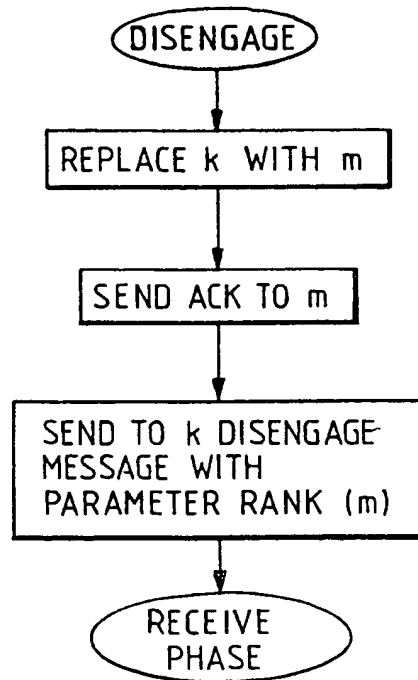 DISENGAGE
REPLACE k WITH m
SEND ACK TO m
SEND TO k DISENGAGE
MESSAGE WITH
PARAMETER RANK (m)
RECEIVE
PHASE